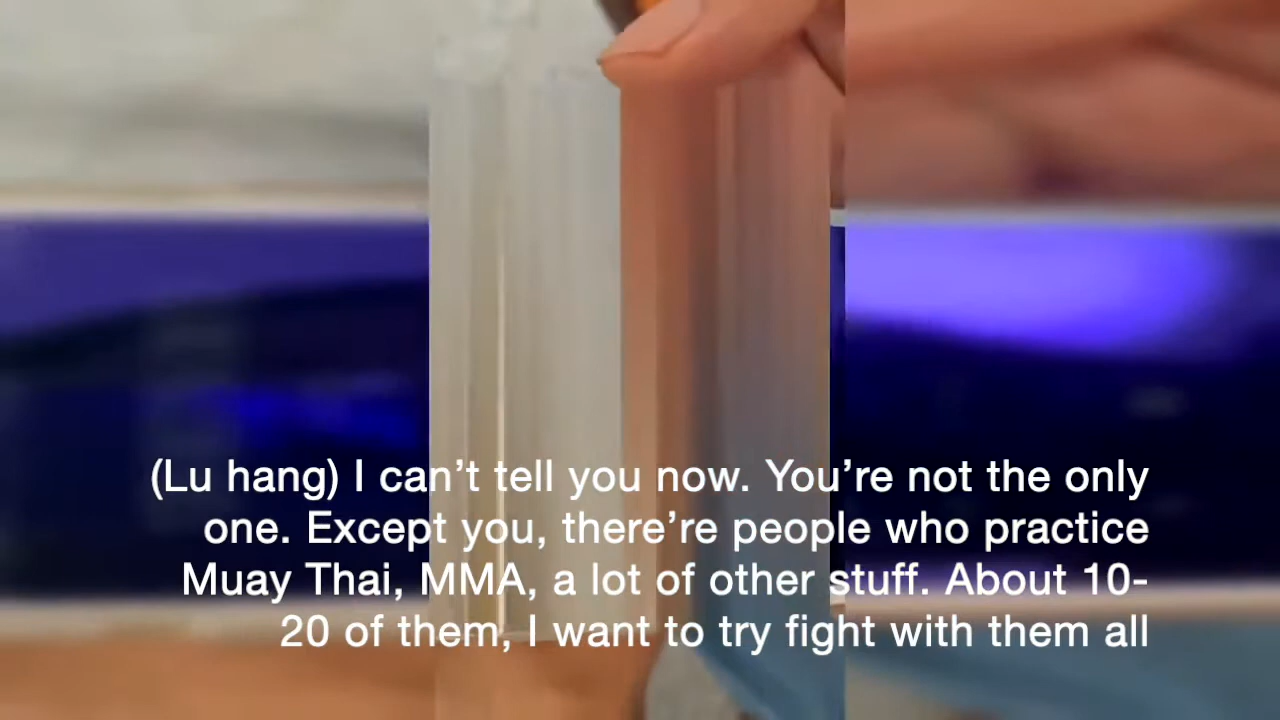 (Lu hang) I can’t tell you now. You’re not the only
one. Except you, there’re people who practice
Muay Thai, MMA, a lot of other stuff. About 10-
20 of them, I want to try fight with them all